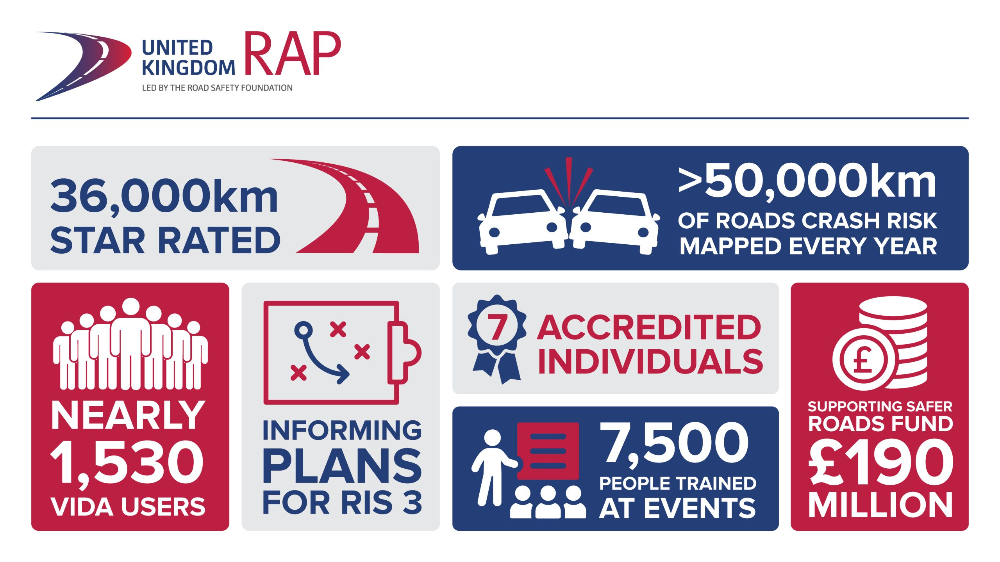 UNITED
KINGDOM RAP
LED BY THE ROAD SAFETY FOUNDATION
36,000km
STAR RATED
>50,000km
OF ROADS CRASH RISK
MAPPED EVERY YEAR
NEARLY
1,530
VIDA USERS
INFORMING
PLANS
FOR RIS 3
7
ACCREDITED
INDIVIDUALS
7,500
PEOPLE TRAINED
AT EVENTS
£
SUPPORTING SAFER
ROADS FUND
£190
MILLION